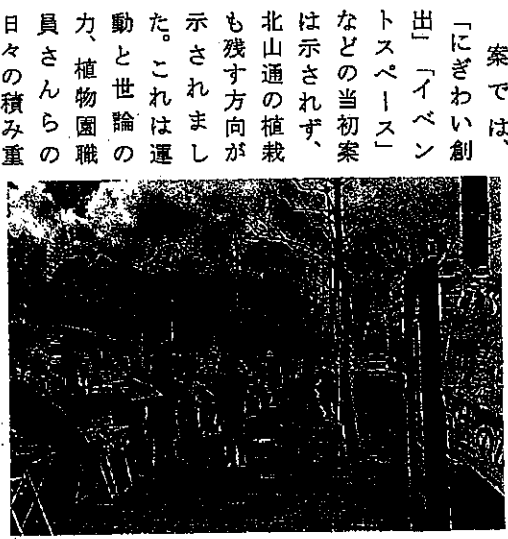 案では、
「にぎわい創
出」「イベン
トスペース」
などの当初案
は示されず、
北山通の植栽
も残す方向が
示されまし
た。これは運
動と世論の
力、植物園職
員さんらの
日々の積み重